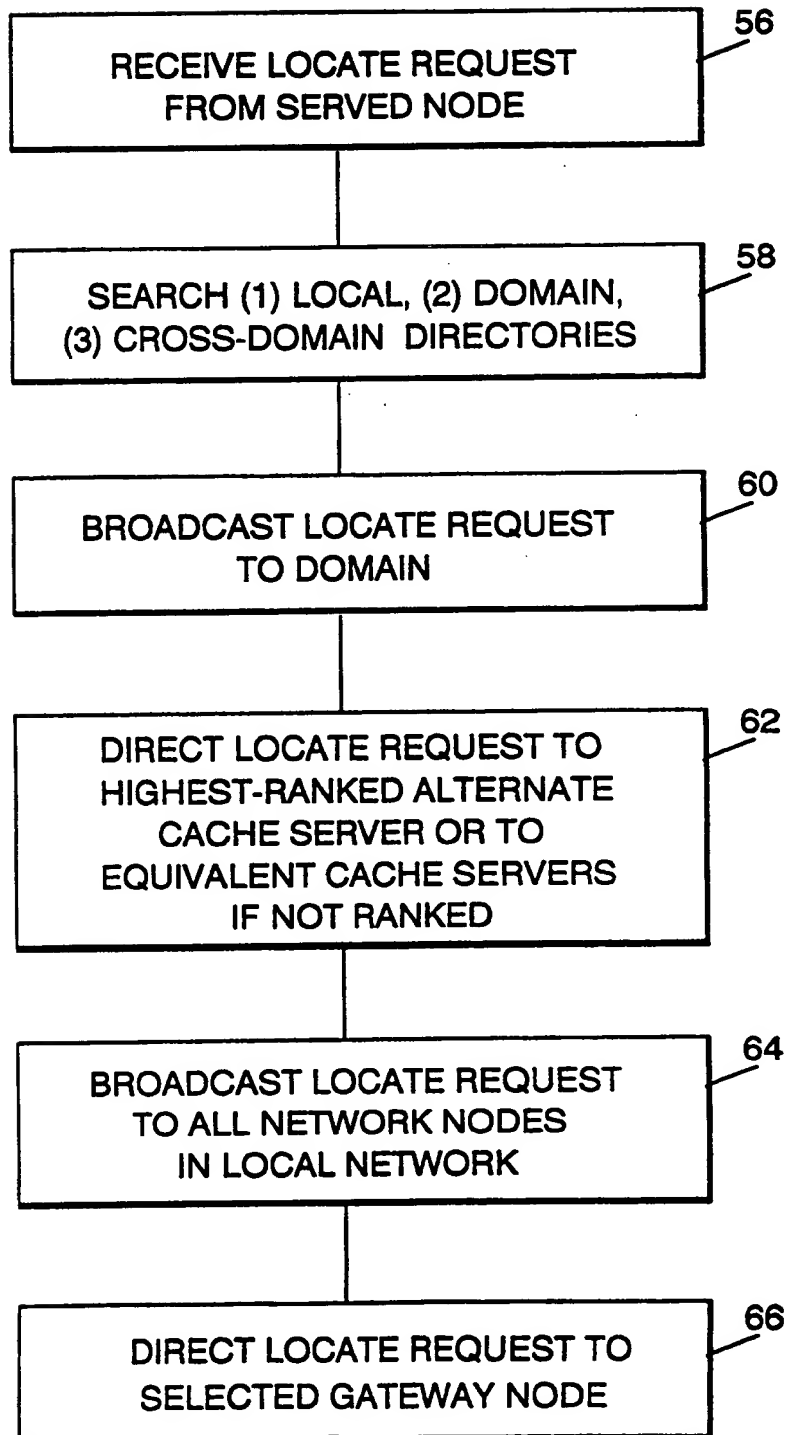 56
RECEIVE LOCATE REQUEST
FROM SERVED NODE
58
SEARCH (1) LOCAL, (2) DOMAIN,
(3) CROSS-DOMAIN DIRECTORIES
60
BROADCAST LOCATE REQUEST
TO DOMAIN
62
DIRECT LOCATE REQUEST TO
HIGHEST-RANKED ALTERNATE
CACHE SERVER OR TO
EQUIVALENT CACHE SERVERS
IF NOT RANKED
64
BROADCAST LOCATE REQUEST
TO ALL NETWORK NODES
IN LOCAL NETWORK
66
DIRECT LOCATE REQUEST TO
SELECTED GATEWAY NODE